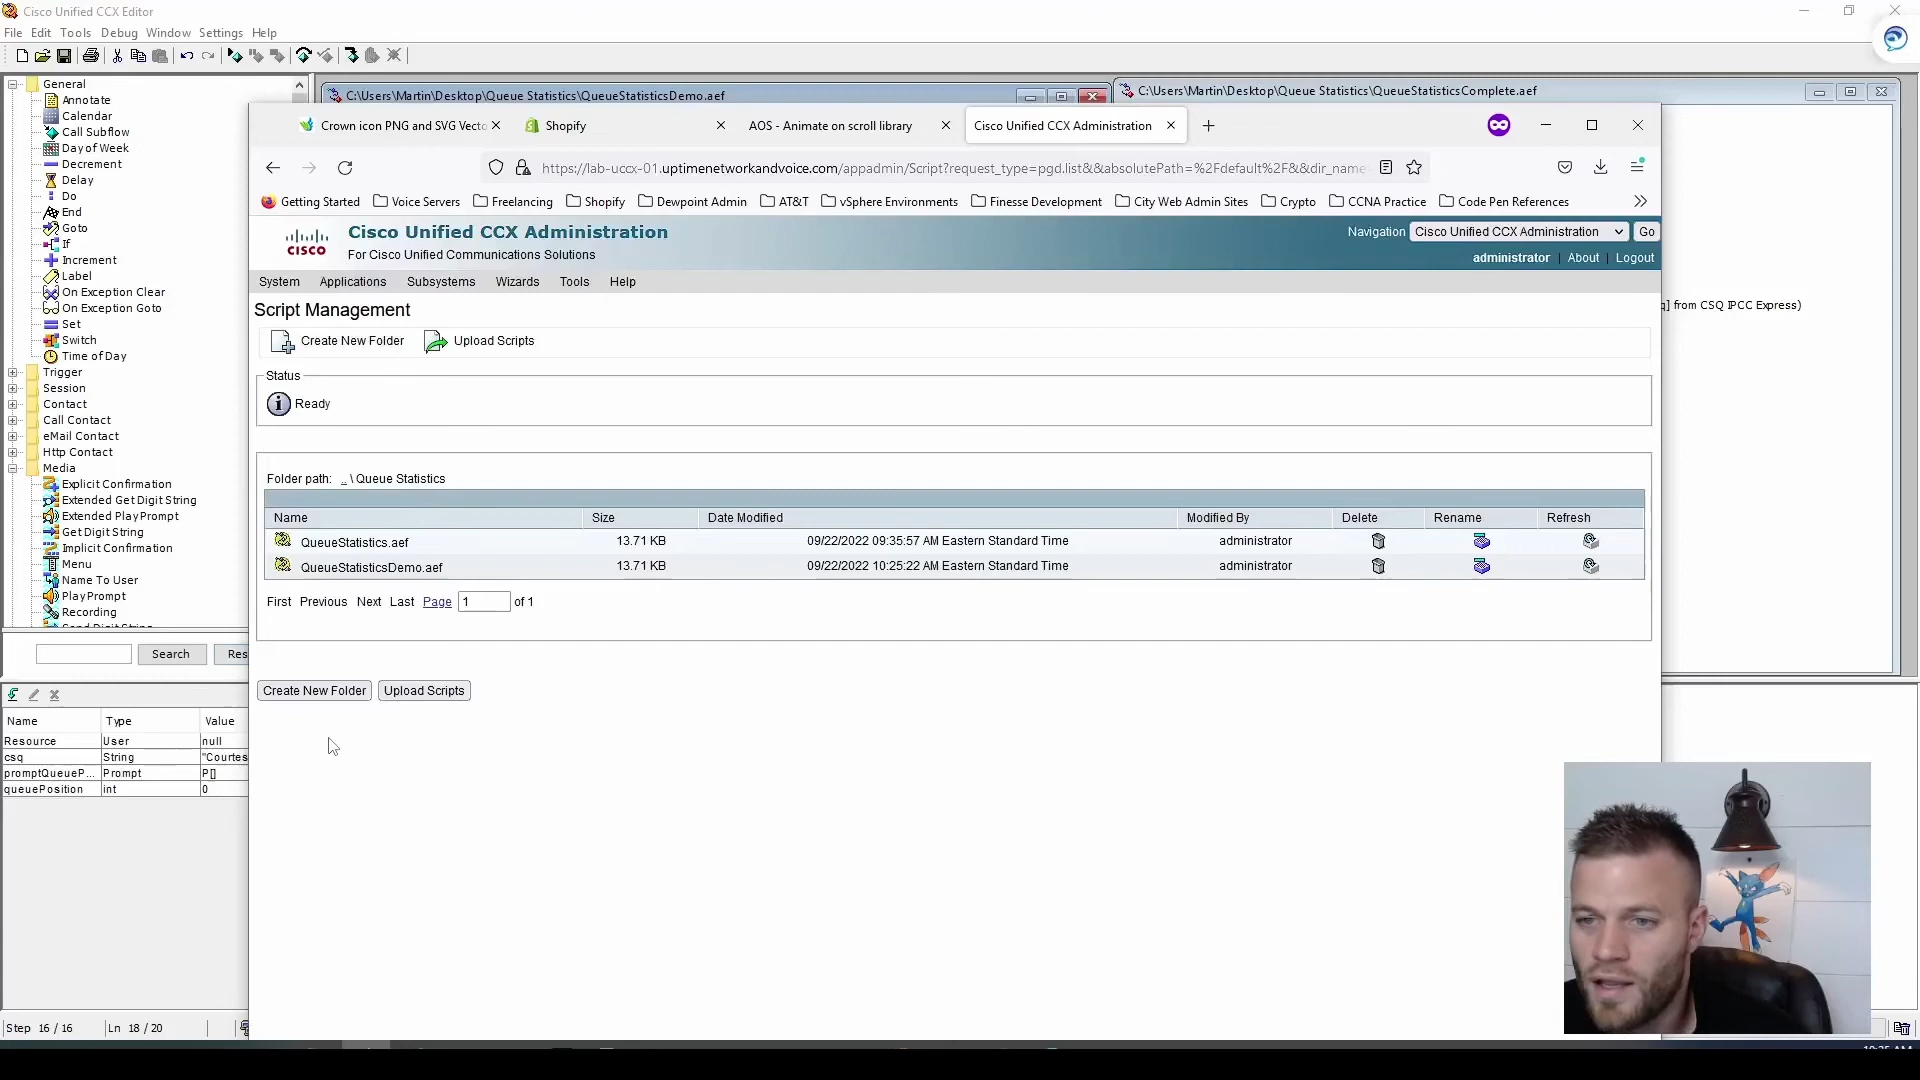 Cisco Unified CCX Editor
File Edit Tools Debug Window Settings Help
General
Annotate
Calendar
Call Subflow
Day of Week
Decrement
Delay
Do
End
Goto
If
Increment
Label
On Exception Clear
On Exception Goto
Set
Switch
Time of Day
Trigger
Session
Contact
Call Contact
eMail Contact
Http Contact
Media
Explicit Confirmation
Extended Get Digit String
Extended PlayPrompt
Get Digit String
Implicit Confirmation
Menu
Name To User
PlayPrompt
Recording
Search Res
Name Type Value
Resource User null
csq String "Courtes
promptQueueP... Prompt P[]
queuePosition int 0
Step 16 / 16 Ln 18 / 20
C:\Users\Martin\Desktop\Queue Statistics\QueueStatisticsDemo.aef
C:\Users\Martin\Desktop\Queue Statistics\QueueStatisticsComplete.aef
q] from CSQ IPCC Express)
Crown icon PNG and SVG Vecto Shopify AOS - Animate on scroll library Cisco Unified CCX Administration
https://lab-uccx-01.uptimenetworkandvoice.com/appadmin/Script?request_type=pgd.list&&absolutePath=%2Fdefault%2F&&dir_name
Getting Started Voice Servers Freelancing Shopify Dewpoint Admin AT&T vSphere Environments Finesse Development City Web Admin Sites Crypto CCNA Practice Code Pen References
CISCO
Cisco Unified CCX Administration
For Cisco Unified Communications Solutions
Navigation Cisco Unified CCX Administration Go
administrator | About | Logout
System Applications Subsystems Wizards Tools Help
Script Management
Create New Folder Upload Scripts
Status
Ready
Folder path: .. \ Queue Statistics
Name Size Date Modified Modified By Delete Rename Refresh
QueueStatistics.aef 13.71 KB 09/22/2022 09:35:57 AM Eastern Standard Time administrator
QueueStatisticsDemo.aef 13.71 KB 09/22/2022 10:25:22 AM Eastern Standard Time administrator
First Previous Next Last Page 1 of 1
Create New Folder Upload Scripts